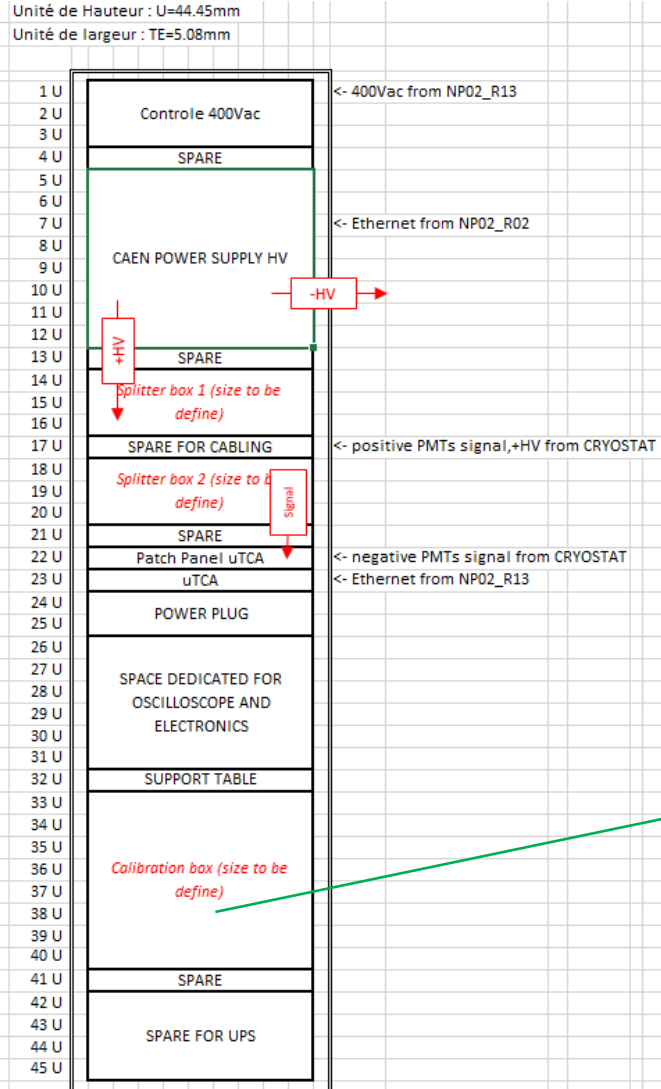 Unité de Hauteur : U=44.45mm
Unité de largeur : TE=5.08mm
1 U <- 400Vac from NP02_R13
2 U Controle 400Vac
3 U
4 U SPARE
5 U
6 U
7 U <- Ethernet from NP02_R02
8 U
CAEN POWER SUPPLY HV
9 U
10 U -HV
11 U
12 U
+HV
13 U SPARE
14 U Splitter box 1 (size to be
15 U define)
16 U
17 U SPARE FOR CABLING <- positive PMTs signal,+HV from CRYOSTAT
18 U Splitter box 2 (size to b
19 U define) Signal
20 U
21 U SPARE
22 U Patch Panel uTCA <- negative PMTs signal from CRYOSTAT
23 U uTCA <- Ethernet from NP02_R13
24 U
POWER PLUG
25 U
26 U
27 U SPACE DEDICATED FOR
28 U OSCILLOSCOPE AND
29 U ELECTRONICS
30 U
31 U
32 U SUPPORT TABLE
33 U
34 U
35 U
36 U Calibration box (size to be
37 U define)
38 U
39 U
40 U
41 U SPARE
42 U
43 U SPARE FOR UPS
44 U
45 U